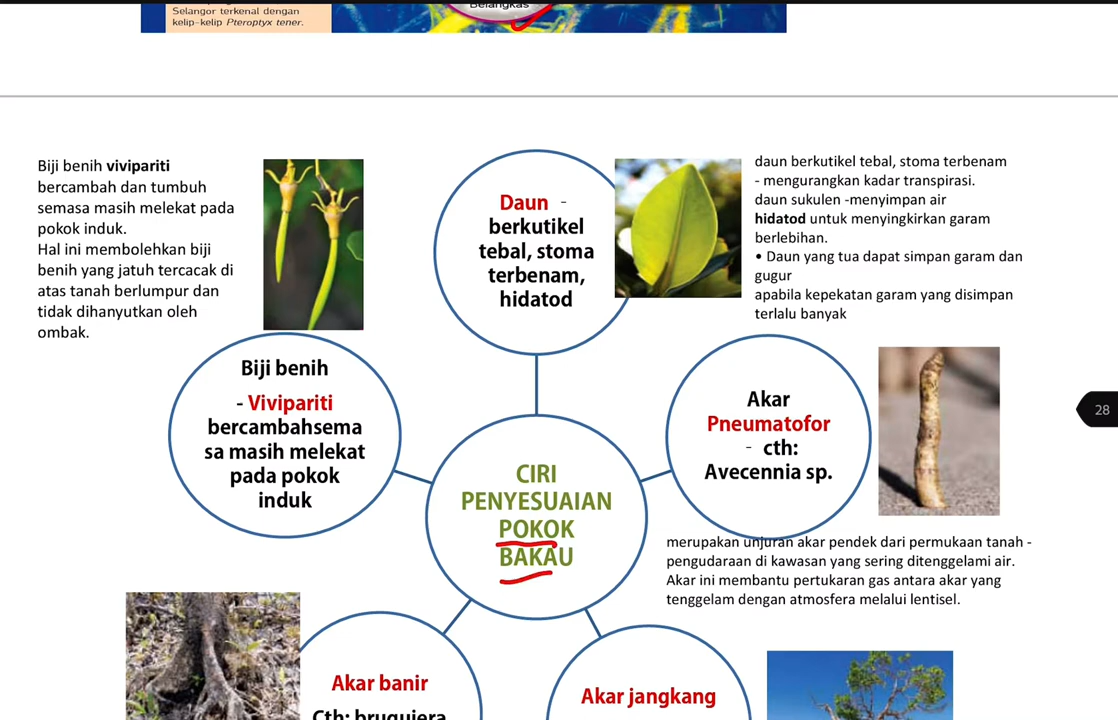 Selangor terkenal dengan
kelip-kelip Pteroptyx tener.
Belangkas
Biji benih vivipariti
bercambah dan tumbuh
semasa masih melekat pada
pokok induk.
Hal ini membolehkan biji
benih yang jatuh tercacak di
atas tanah berlumpur dan
tidak dihanyutkan oleh
ombak.
Daun -
berkutikel
tebal, stoma
terbenam,
hidatod
daun berkutikel tebal, stoma terbenam
- mengurangkan kadar transpirasi.
daun sukulen -menyimpan air
hidatod untuk menyingkirkan garam
berlebihan.
• Daun yang tua dapat simpan garam dan
gugur
apabila kepekatan garam yang disimpan
terlalu banyak
Biji benih
- Vivipariti
bercambahsema
sa masih melekat
pada pokok
induk
Akar
Pneumatofor
- cth:
Avecennia sp.
28
CIRI
PENYESUAIAN
POKOK
BAKAU
merupakan unjuran akar pendek dari permukaan tanah -
pengudaraan di kawasan yang sering ditenggelami air.
Akar ini membantu pertukaran gas antara akar yang
tenggelam dengan atmosfera melalui lentisel.
Akar banir
Cth: bruguiera
Akar jangkang